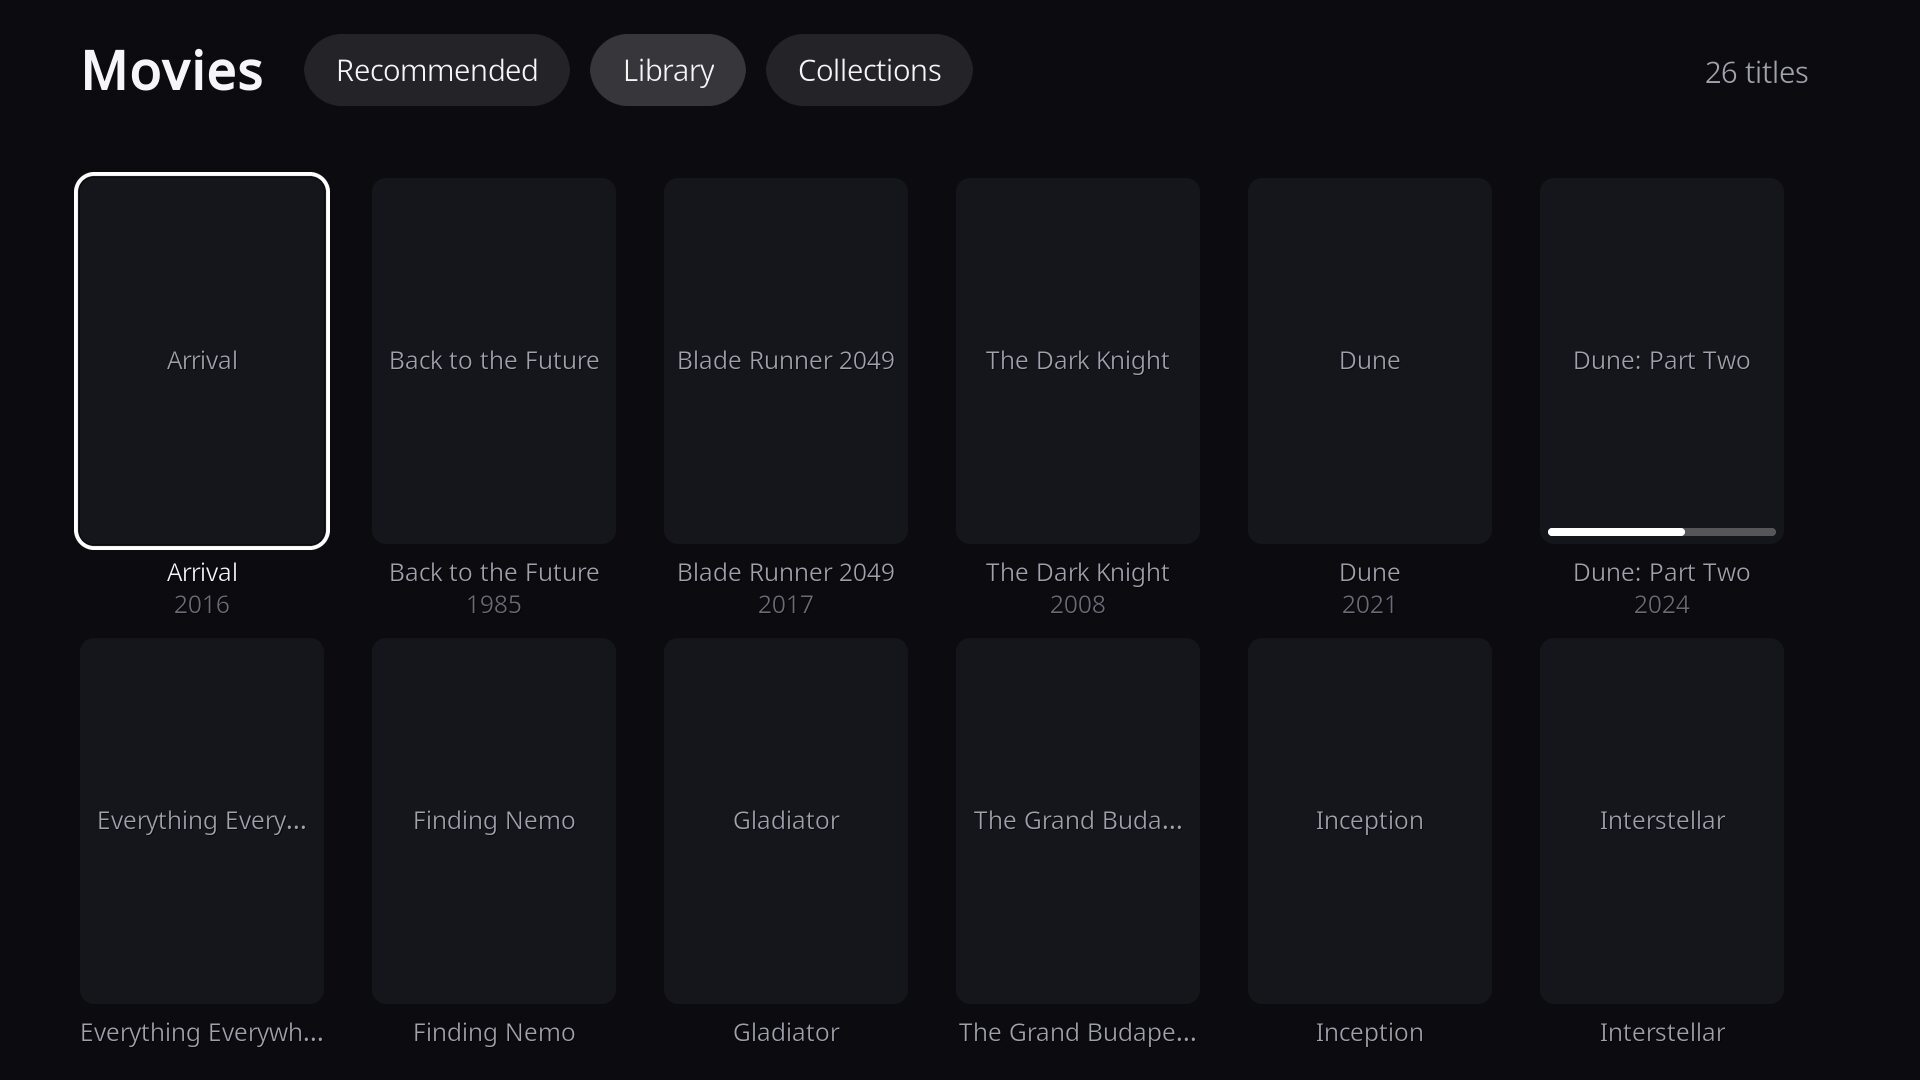 Movies Recommended Library Collections 26 titles
Arrival Back to the Future Blade Runner 2049 The Dark Knight Dune Dune: Part Two
Arrival Back to the Future Blade Runner 2049 The Dark Knight Dune Dune: Part Two
2016 1985 2017 2008 2021 2024
Everything Every... Finding Nemo Gladiator The Grand Buda... Inception Interstellar
Everything Everywh... Finding Nemo Gladiator The Grand Budape... Inception Interstellar